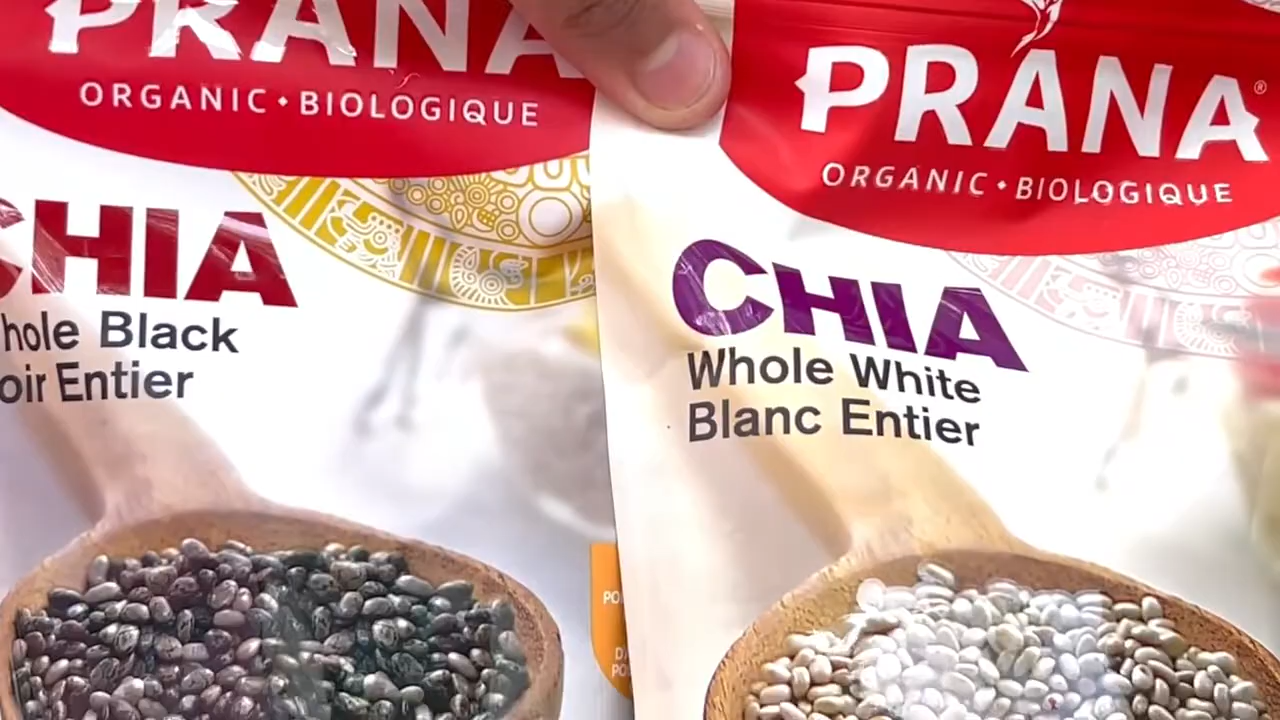 PRANA
ORGANIC • BIOLOGIQUE
CHIA
hole Black
oir Entier
PRANA®
ORGANIC • BIOLOGIQUE
CHIA
Whole White
Blanc Entier